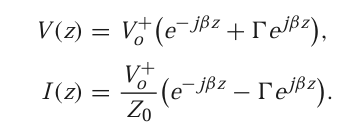 V(z) = V_o^+ (e^{-jβz} + Γe^{jβz}),
I(z) = \frac{V_o^+}{Z_0} (e^{-jβz} − Γe^{jβz}).